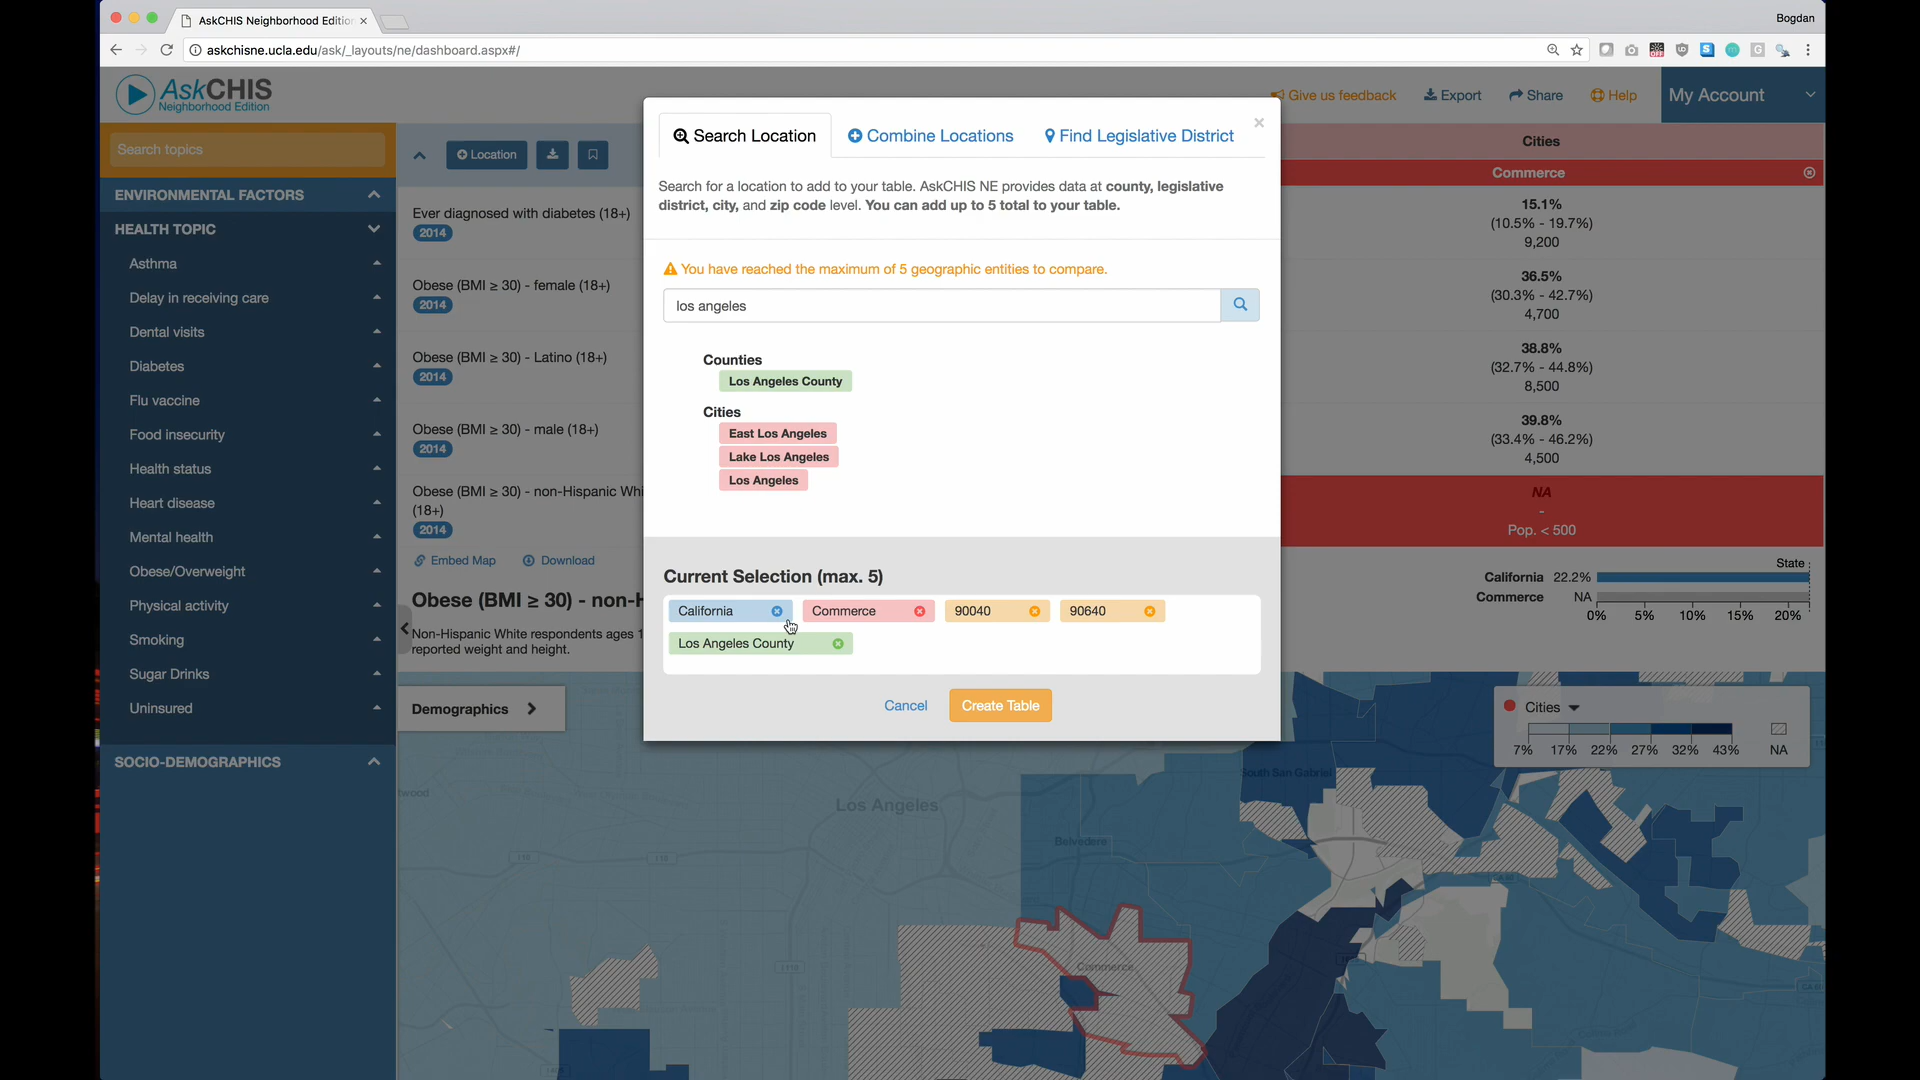 AskCHIS Neighborhood Edition
Bogdan
askchisne.ucla.edu/ask/_layouts/ne/dashboard.aspx#/
AskCHIS
Neighborhood Edition
Give us feedback
Export
Share
Help
My Account
Search topics
ENVIRONMENTAL FACTORS
HEALTH TOPIC
Asthma
Delay in receiving care
Dental visits
Diabetes
Flu vaccine
Food insecurity
Health status
Heart disease
Mental health
Obese/Overweight
Physical activity
Smoking
Sugar Drinks
Uninsured
SOCIO-DEMOGRAPHICS
Location
Ever diagnosed with diabetes (18+)
2014
Obese (BMI ≥ 30) - female (18+)
2014
Obese (BMI ≥ 30) - Latino (18+)
2014
Obese (BMI ≥ 30) - male (18+)
2014
Obese (BMI ≥ 30) - non-Hispanic Whi
(18+)
2014
Embed Map
Download
Obese (BMI ≥ 30) - non-H
Non-Hispanic White respondents ages 1
reported weight and height.
Demographics
Search Location
Combine Locations
Find Legislative District
Search for a location to add to your table. AskCHIS NE provides data at county, legislative
district, city, and zip code level. You can add up to 5 total to your table.
You have reached the maximum of 5 geographic entities to compare.
los angeles
Counties
Los Angeles County
Cities
East Los Angeles
Lake Los Angeles
Los Angeles
Current Selection (max. 5)
California
Commerce
90040
90640
Los Angeles County
Cancel
Create Table
Cities
Commerce
15.1%
(10.5% - 19.7%)
9,200
36.5%
(30.3% - 42.7%)
4,700
38.8%
(32.7% - 44.8%)
8,500
39.8%
(33.4% - 46.2%)
4,500
NA
-
Pop. < 500
State
California 22.2%
Commerce NA
0% 5% 10% 15% 20%
Cities
7% 17% 22% 27% 32% 43% NA
twood
Los Angeles
South San Gabriel
Belvedere
Commerce